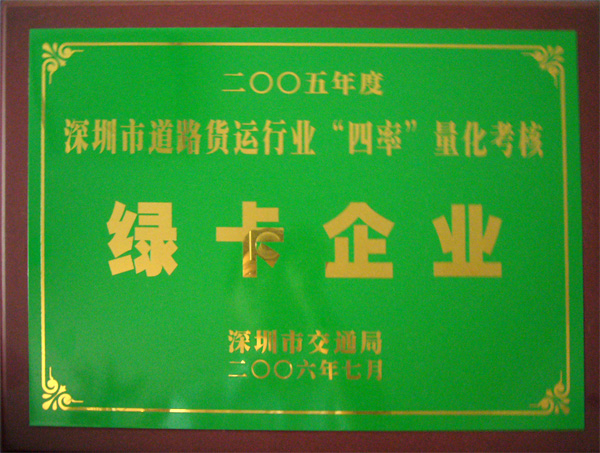 二〇〇五年度
深圳市道路货运行业“四率”量化考核
绿卡企业
深圳市交通局
二〇〇六年七月